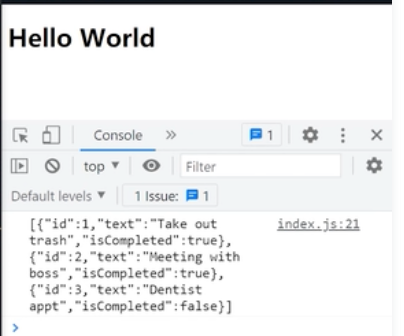 Hello World
Console
1
top
Filter
Default levels
1 Issue: 1
[{"id":1,"text":"Take out
trash","isCompleted":true},
{"id":2,"text":"Meeting with
boss","isCompleted":true},
{"id":3,"text":"Dentist
appt","isCompleted":false}]
index.js:21